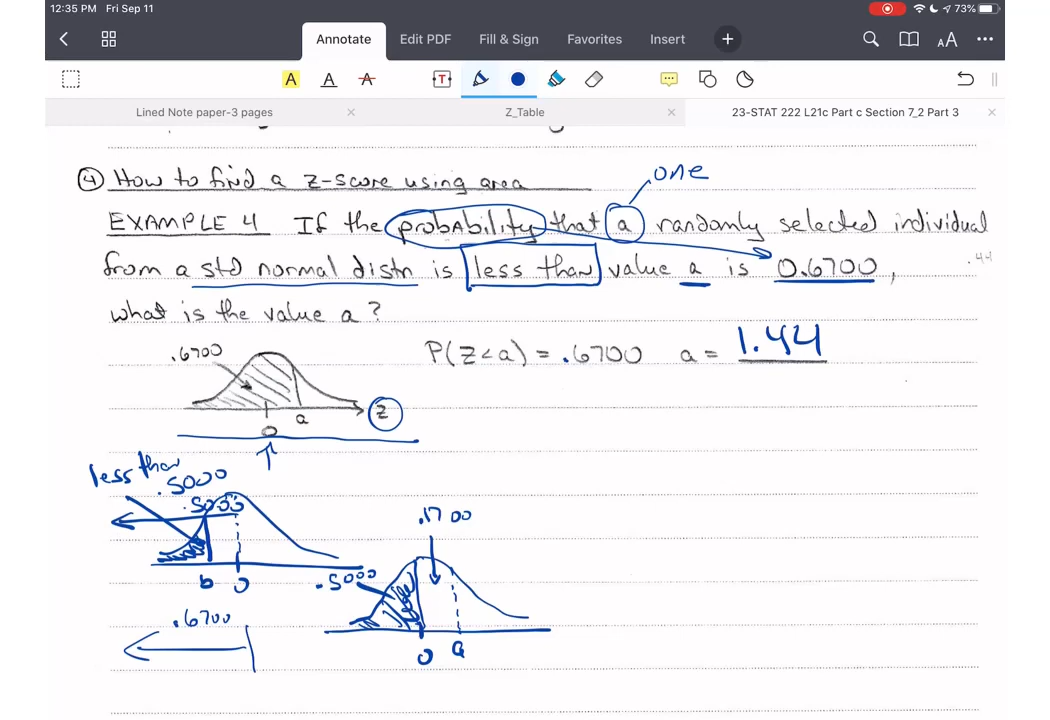 12:35 PM Fri Sep 11
73%
Annotate Edit PDF Fill & Sign Favorites Insert
AA
A A A T
Lined Note paper-3 pages
Z_Table
23-STAT 222 L21c Part c Section 7_2 Part 3
④ How to find a z-score using area
one
EXAMPLE 4 If the probability that a randomly selected individual
from a std normal distn is less than value a is 0.6700,
.44
what is the value a?
.6700
P(Z<a) = .6700 a = 1.44
0 a Z
less than
.5000
.5000
b 0
.6700
.1700
.5000
0 a